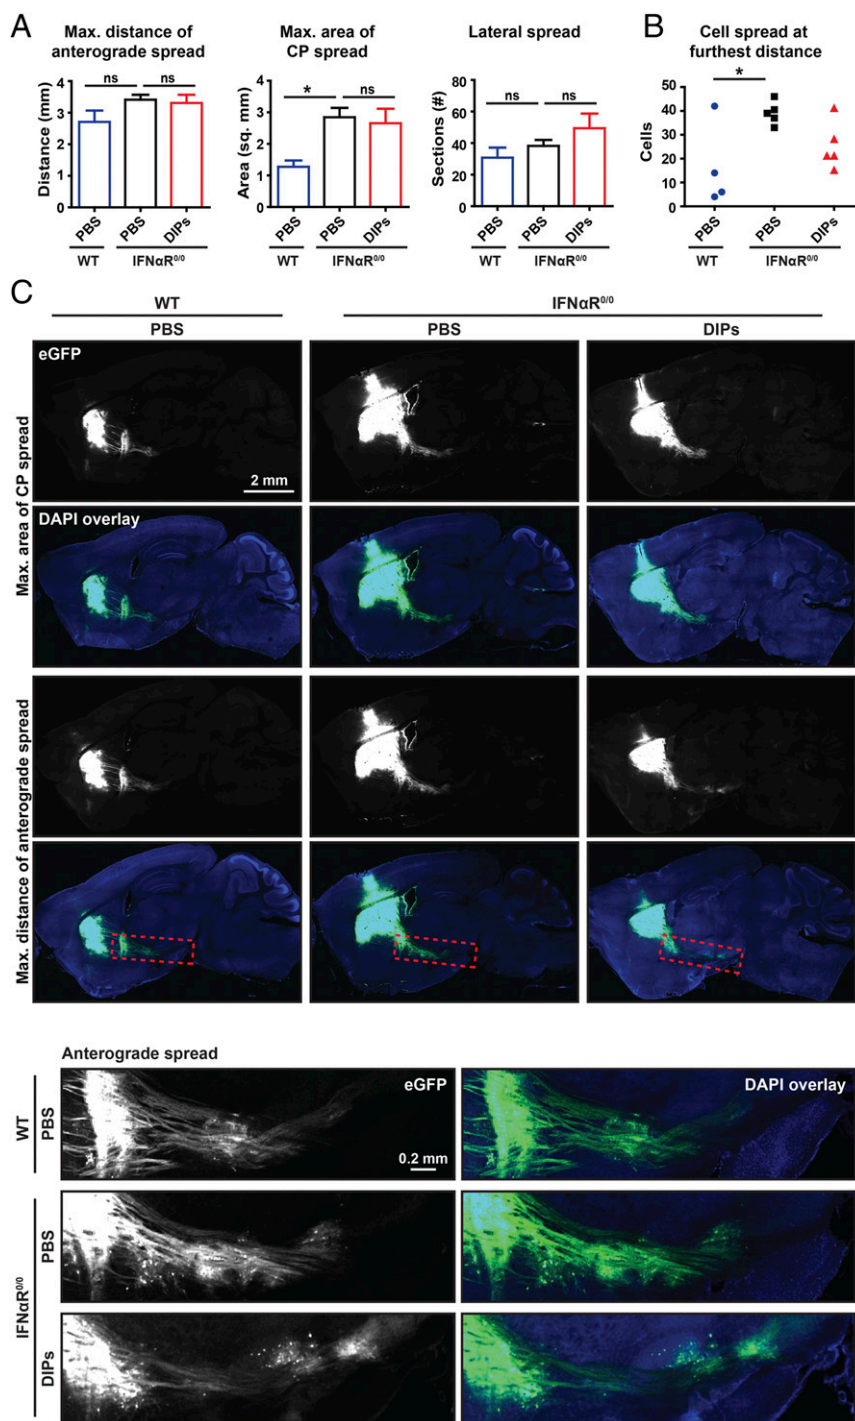 A
Max. distance of
anterograde spread
Distance (mm)
4
3
2
1
0
ns
ns
PBS
PBS
DIPs
WT
IFNαR0/0
Max. area of
CP spread
Area (sq. mm)
4
3
2
1
0
*
ns
PBS
PBS
DIPs
WT
IFNαR0/0
Lateral spread
Sections (#)
80
60
40
20
0
ns
ns
PBS
PBS
DIPs
WT
IFNαR0/0
B
Cell spread at
furthest distance
Cells
50
40
30
20
10
0
*
PBS
PBS
DIPs
WT
IFNαR0/0
C
WT
IFNαR0/0
PBS
PBS
DIPs
Max. area of CP spread
eGFP
2 mm
DAPI overlay
Max. distance of anterograde spread
Anterograde spread
WT
PBS
eGFP
0.2 mm
DAPI overlay
IFNαR0/0
PBS
DIPs